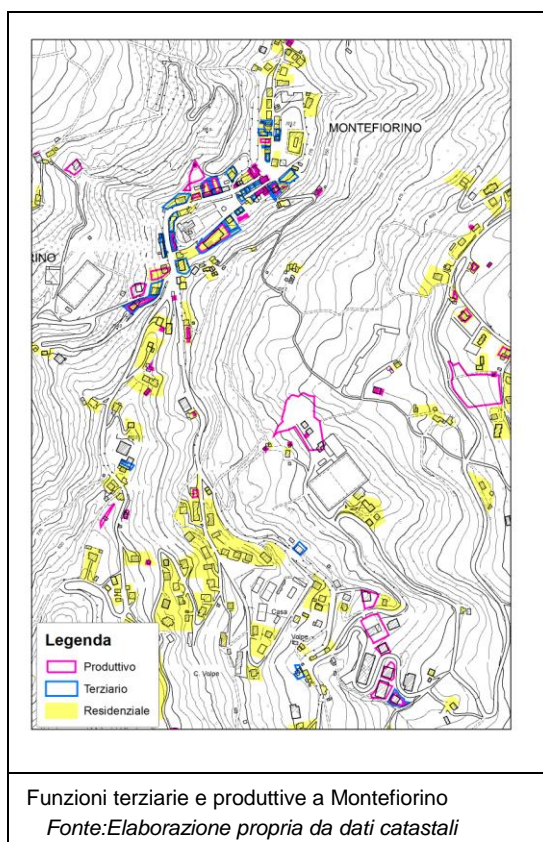 MONTEFIORINO
RINO
Casa
Volpe
C. Volpe
Legenda
Produttivo
Terziario
Residenziale
Funzioni terziarie e produttive a Montefiorino
Fonte:Elaborazione propria da dati catastali